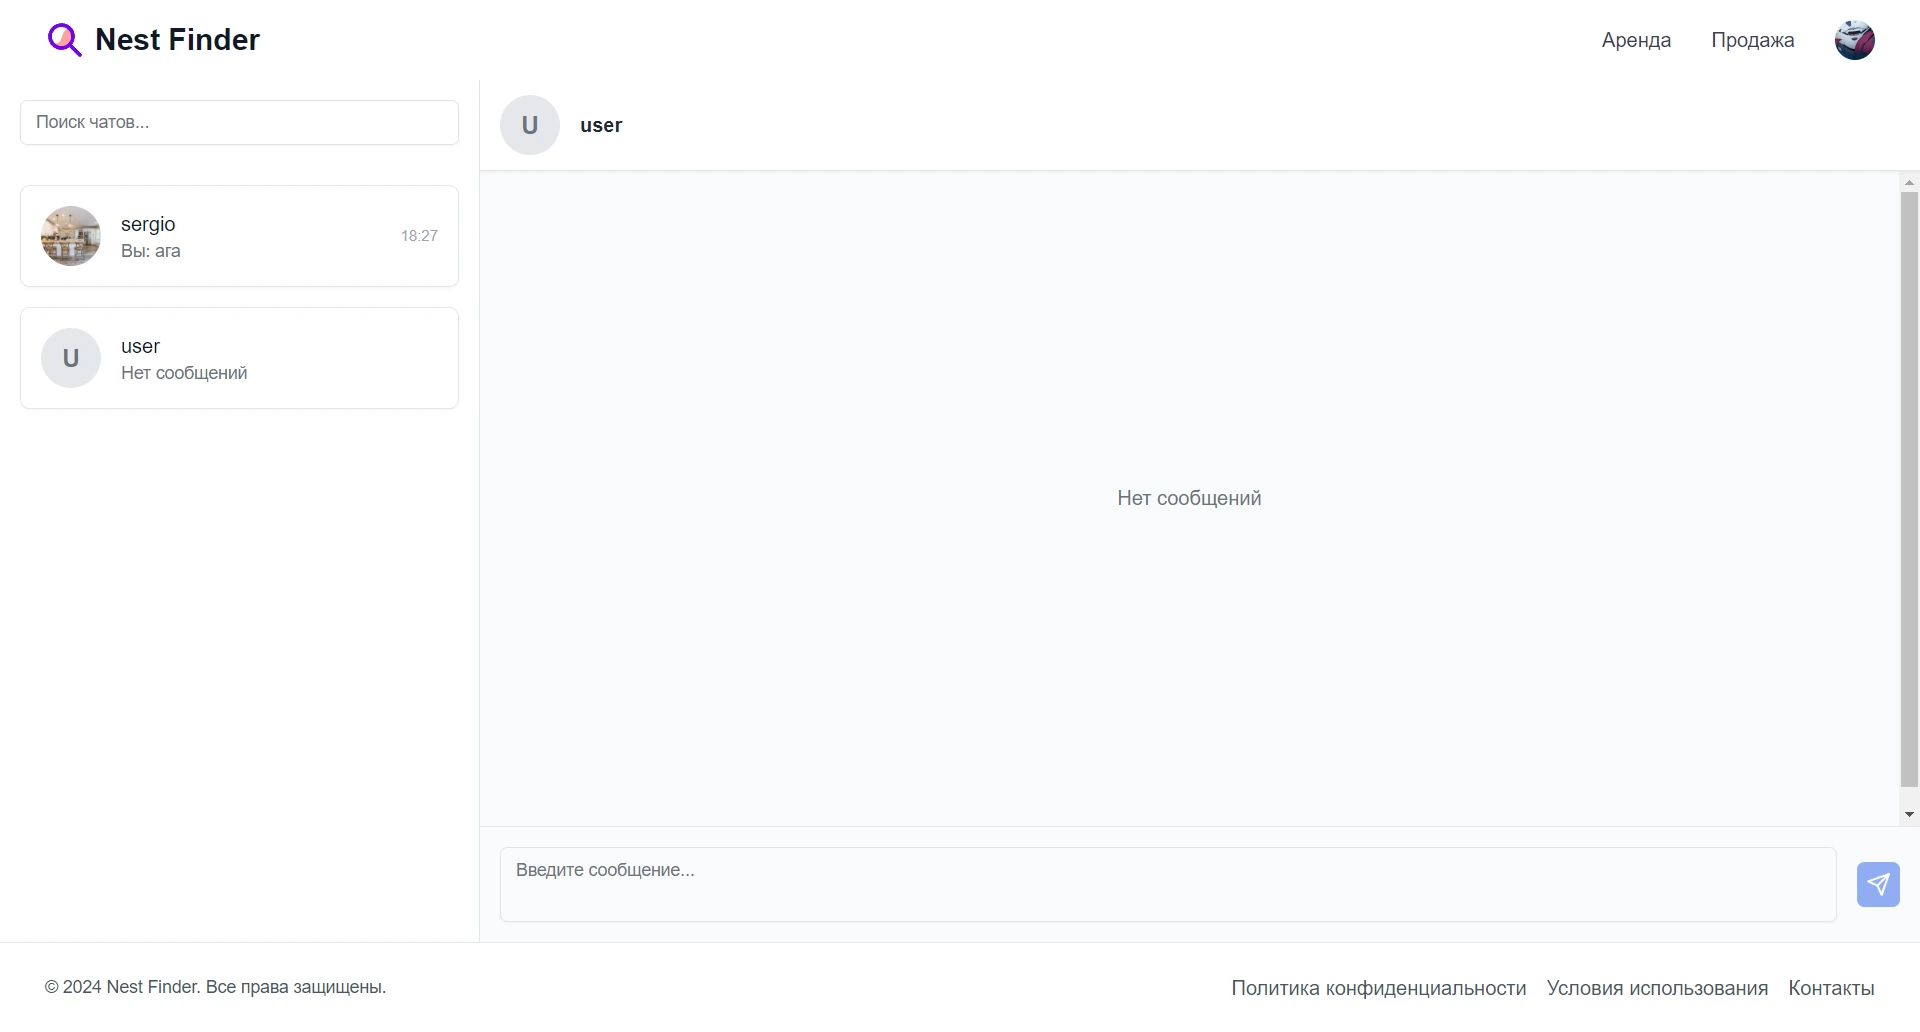 Nest Finder
Аренда
Продажа
Поиск чатов...
sergio
Вы: ага
18:27
U
user
Нет сообщений
U
user
Нет сообщений
Введите сообщение...
© 2024 Nest Finder. Все права защищены.
Политика конфиденциальности
Условия использования
Контакты